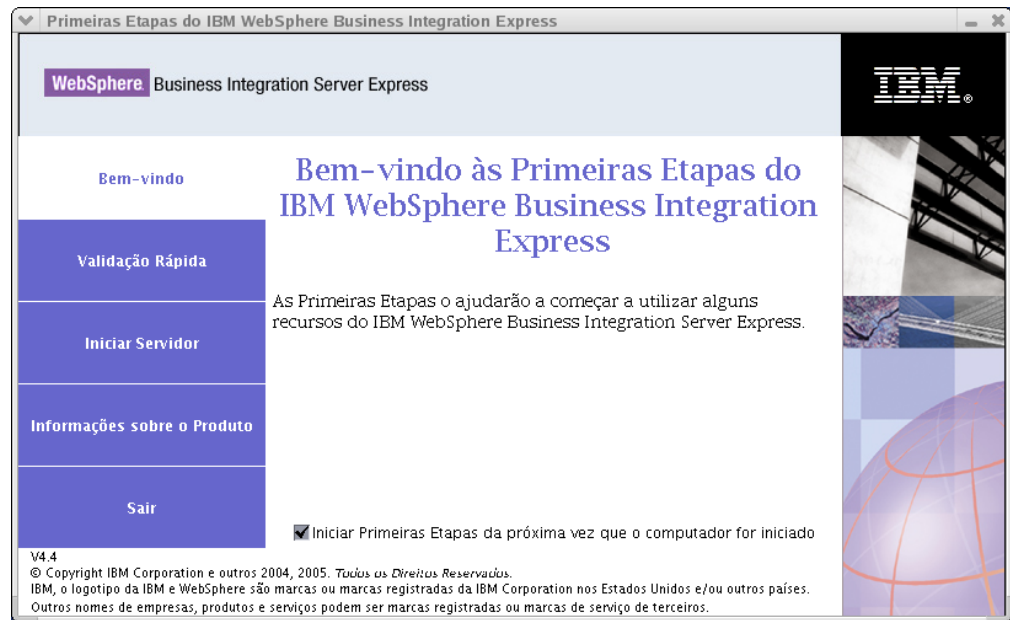 Primeiras Etapas do IBM WebSphere Business Integration Express
WebSphere. Business Integration Server Express
IBM®
Bem-vindo
Validação Rápida
Iniciar Servidor
Informações sobre o Produto
Sair
Bem-vindo às Primeiras Etapas do
IBM WebSphere Business Integration
Express
As Primeiras Etapas o ajudarão a começar a utilizar alguns
recursos do IBM WebSphere Business Integration Server Express.
Iniciar Primeiras Etapas da próxima vez que o computador for iniciado
V4.4
© Copyright IBM Corporation e outros 2004, 2005. Todos os Direitos Reservados.
IBM, o logotipo da IBM e WebSphere são marcas ou marcas registradas da IBM Corporation nos Estados Unidos e/ou outros países.
Outros nomes de empresas, produtos e serviços podem ser marcas registradas ou marcas de serviço de terceiros.